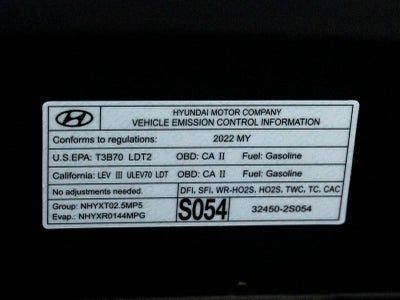 HYUNDAI MOTOR COMPANY
VEHICLE EMISSION CONTROL INFORMATION
Conforms to regulations: 2022 MY
U.S.EPA: T3B70 LDT2 OBD: CA II Fuel: Gasoline
California: LEV III ULEV70 LDT OBD: CA II Fuel: Gasoline
No adjustments needed. DFI, SFI, WR-HO2S, HO2S, TWC, TC, CAC
Group: NHYXT02.5MP5
Evap.: NHYXR0144MPG
S054
32450-2S054